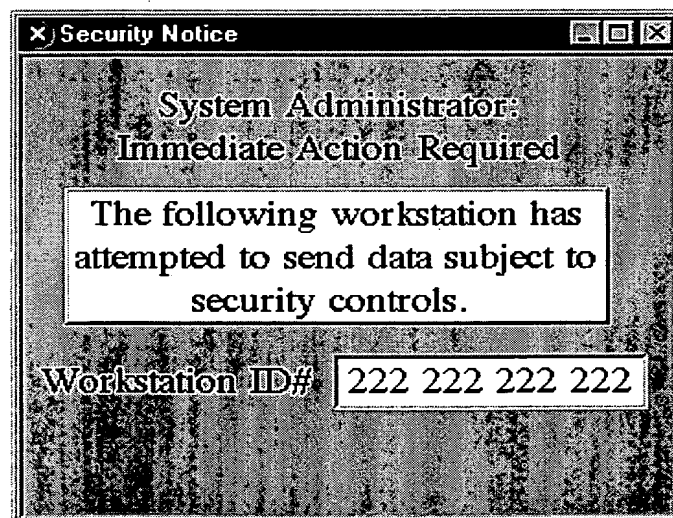 Security Notice
System Administrator:
Immediate Action Required
The following workstation has
attempted to send data subject to
security controls.
Workstation ID# 222 222 222 222